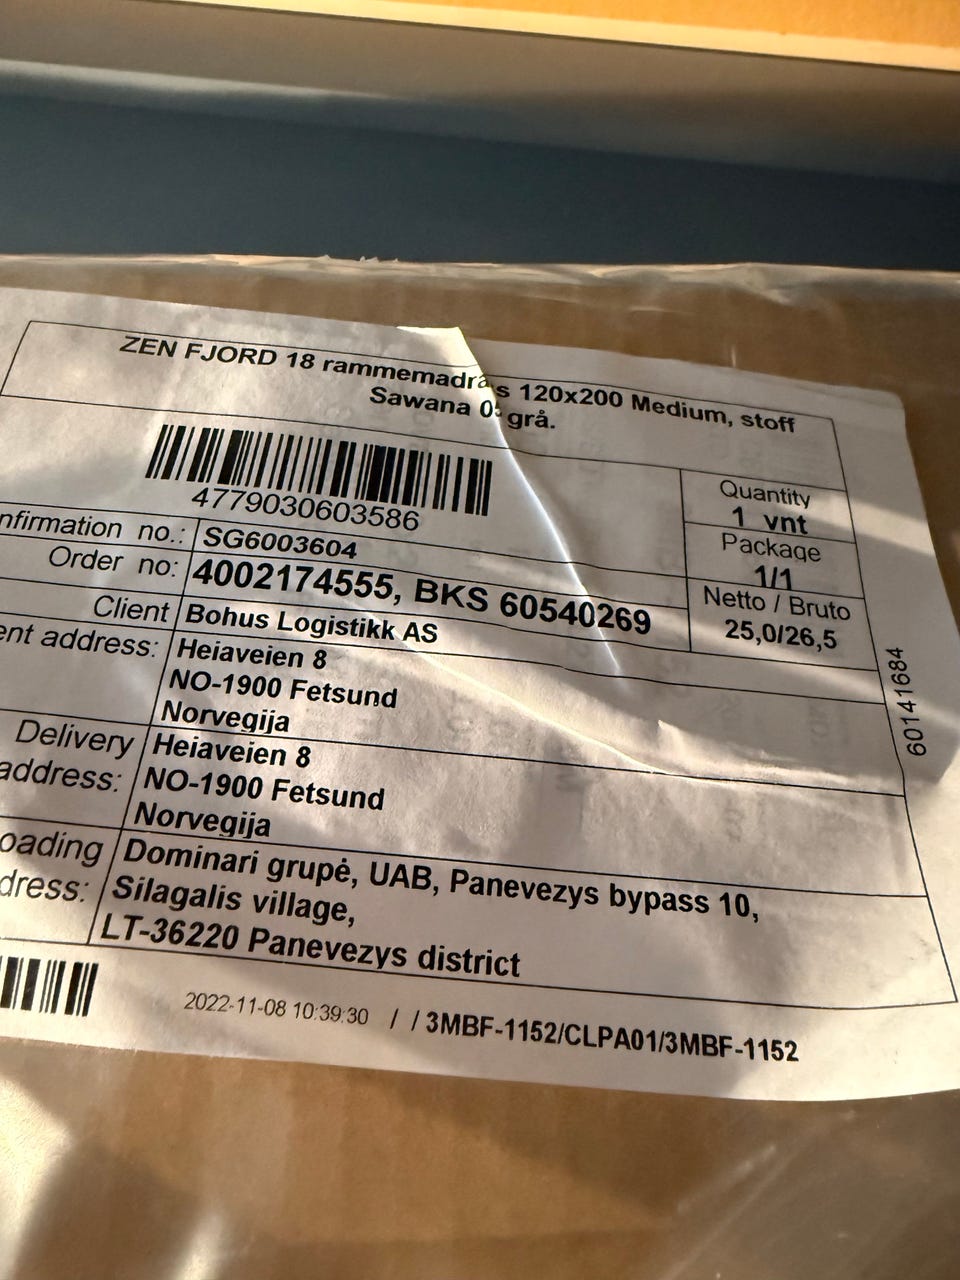 ZEN FJORD 18 rammemadras 120x200 Medium, stoff
Sawana 0 grå.
4779030603586
Quantity
1 vnt
Package
1/1
Netto / Bruto
25,0/26,5
nfirmation no.: SG6003604
Order no: 4002174555, BKS 60540269
Client Bohus Logistikk AS
ent address: Heiaveien 8
NO-1900 Fetsund
Norvegija
Delivery address: Heiaveien 8
NO-1900 Fetsund
Norvegija
oading dress: Dominari grupė, UAB, Panevezys bypass 10,
Silagalis village,
LT-36220 Panevezys district
60141684
2022-11-08 10:39:30 / / 3MBF-1152/CLPA01/3MBF-1152